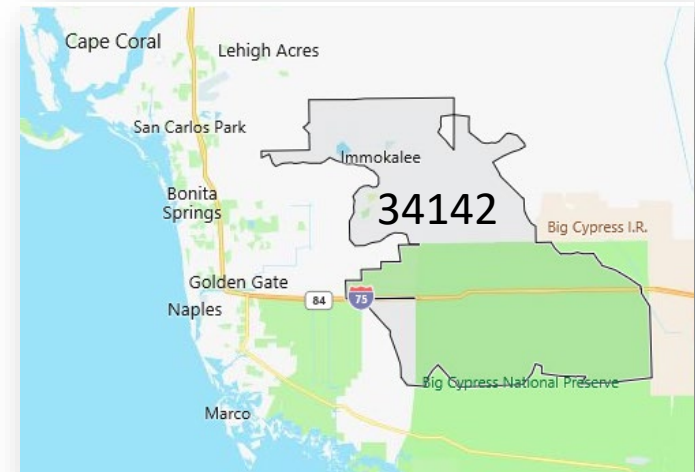 Cape Coral
Lehigh Acres
San Carlos Park
Immokalee
Bonita
Springs
34142
Big Cypress I.R.
Golden Gate
84
75
Naples
Big Cypress National Preserve
Marco